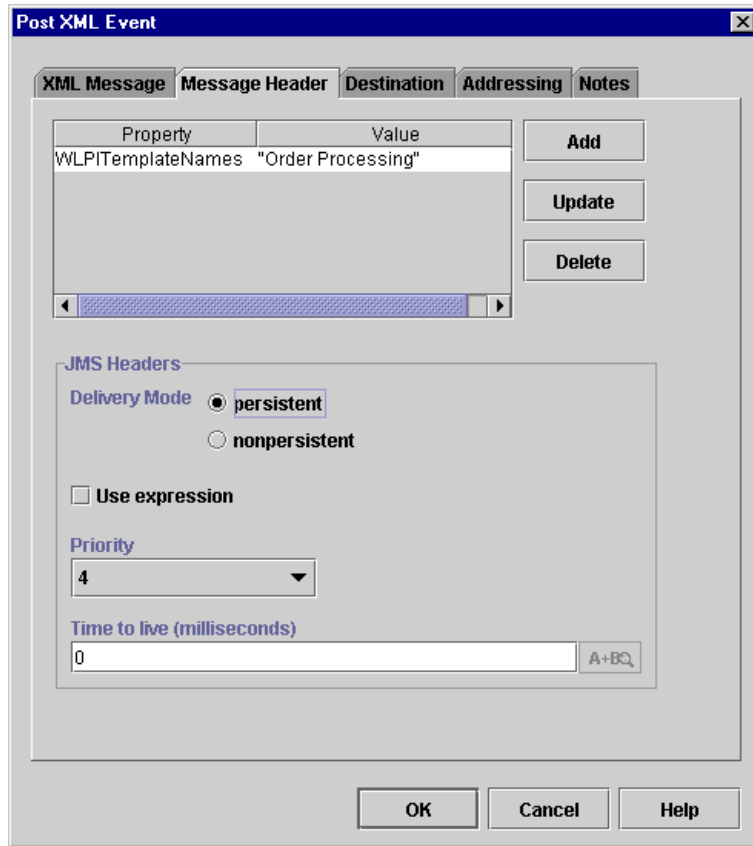 Post XML Event
XML Message Message Header Destination Addressing Notes
Property Value
WLPITemplateNames "Order Processing"
Add
Update
Delete
JMS Headers
Delivery Mode persistent
nonpersistent
Use expression
Priority
4
Time to live (milliseconds)
0
A+B
OK Cancel Help